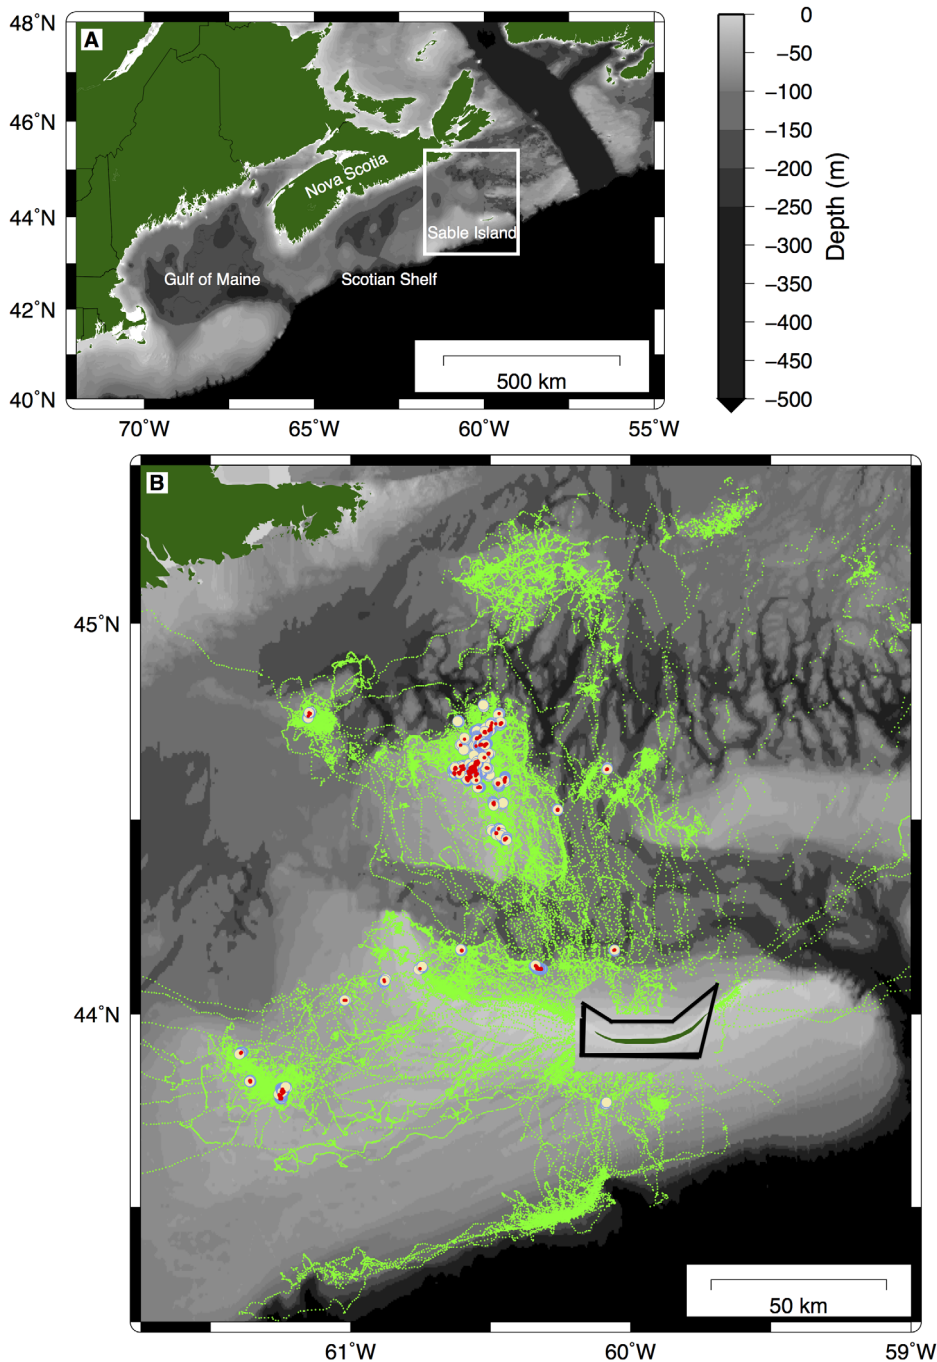 A
48˚N
46˚N
44˚N
42˚N
40˚N
70˚W
65˚W
60˚W
55˚W
Nova Scotia
Sable Island
Gulf of Maine
Scotian Shelf
500 km
0
−50
−100
−150
−200
−250
−300
−350
−400
−450
−500
Depth (m)
B
45˚N
44˚N
61˚W
60˚W
59˚W
50 km